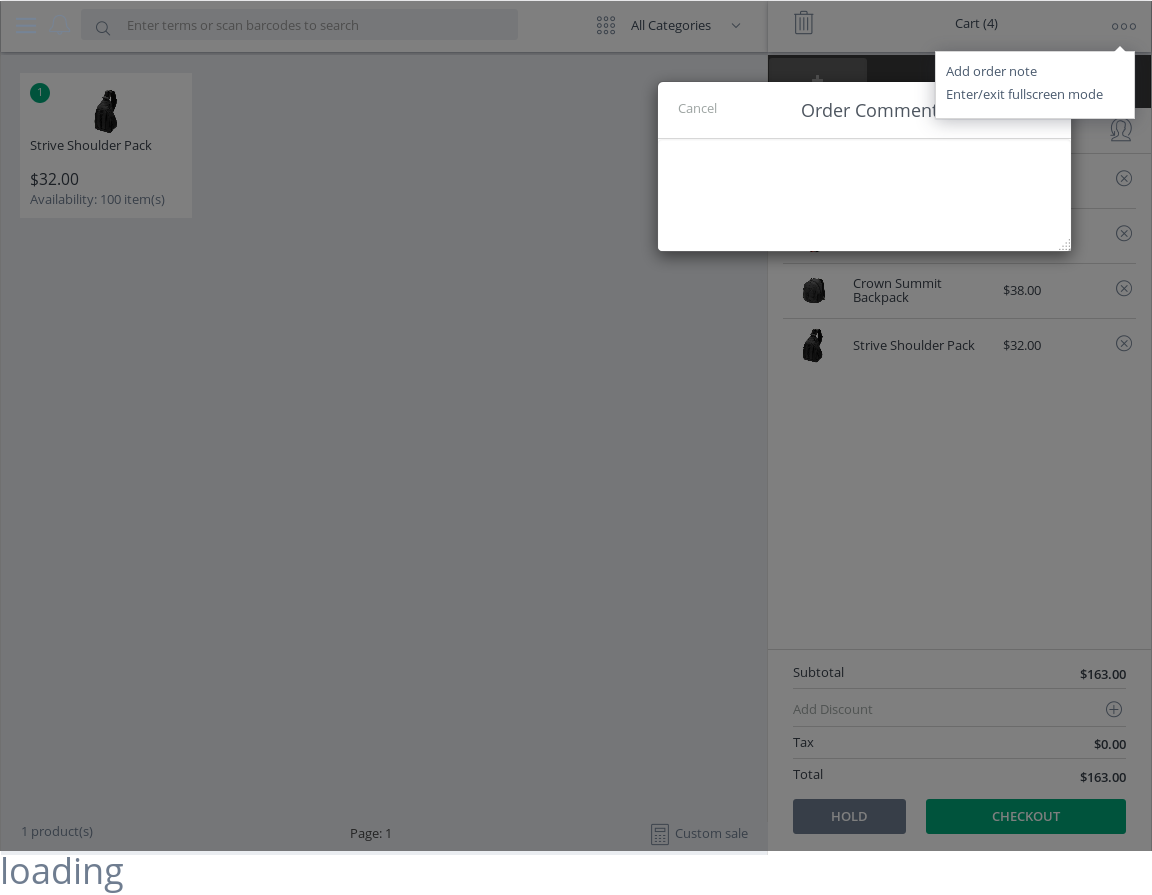 Enter terms or scan barcodes to search
All Categories
Cart (4)
Add order note
Enter/exit fullscreen mode
Cancel
Order Comment
1
Strive Shoulder Pack
$32.00
Availability: 100 item(s)
Crown Summit
Backpack
$38.00
Strive Shoulder Pack
$32.00
Subtotal
$163.00
Add Discount
Tax
$0.00
Total
$163.00
HOLD
CHECKOUT
1 product(s)
Page: 1
Custom sale
loading